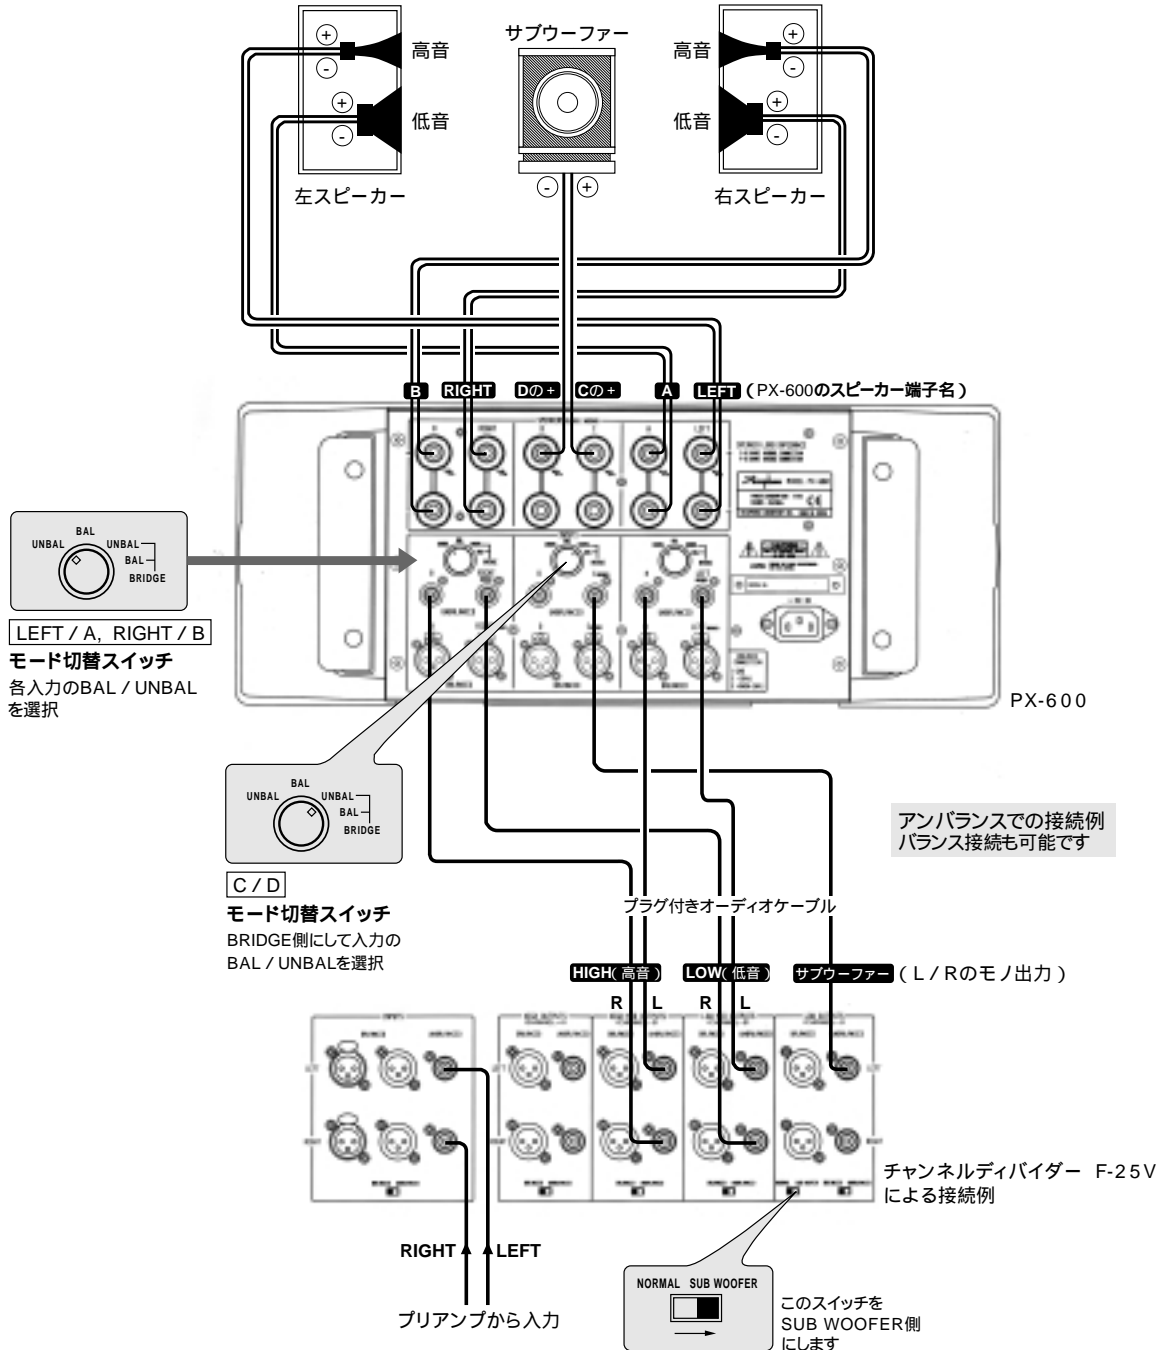 サブウーファー
+
-
高音
+
-
低音
左スピーカー
-
+
高音
+
-
低音
+
-
右スピーカー
B
RIGHT
Dの +
Cの +
A
LEFT
( PX-600のスピーカー端子名 )
BAL
UNBAL
UNBAL
BAL
BRIDGE
LEFT / A, RIGHT / B
モード切替スイッチ
各入力のBAL / UNBAL
を選択
PX-600
BAL
UNBAL
UNBAL
BAL
BRIDGE
C / D
モード切替スイッチ
BRIDGE側にして入力の
BAL / UNBALを選択
アンバランスでの接続例
バランス接続も可能です
プラグ付きオーディオケーブル
HIGH( 高音 )
LOW( 低音 )
サブウーファー ( L / Rのモノ出力 )
R L R L
チャンネルディバイダー F-25V
による接続例
RIGHT LEFT
プリアンプから入力
NORMAL SUB WOOFER
このスイッチを
SUB WOOFER側
にします